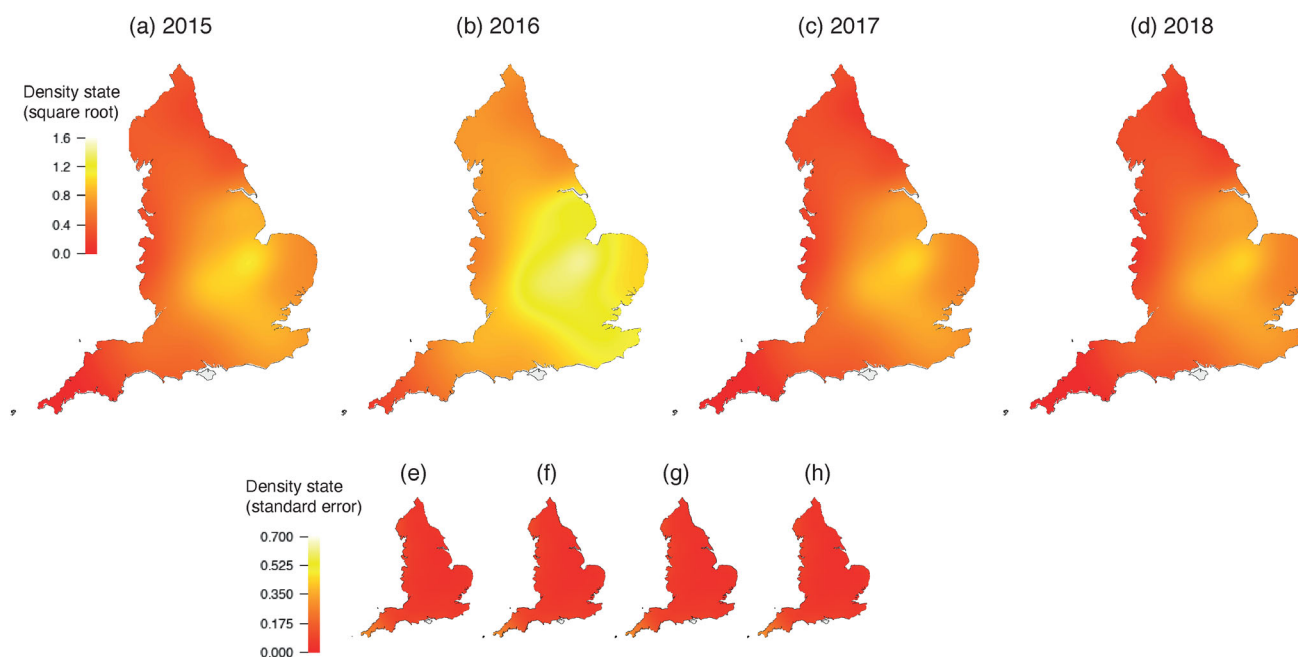 (a) 2015
(b) 2016
(c) 2017
(d) 2018
Density state
(square root)
1.6
1.2
0.8
0.4
0.0
(e)
(f)
(g)
(h)
Density state
(standard error)
0.700
0.525
0.350
0.175
0.000